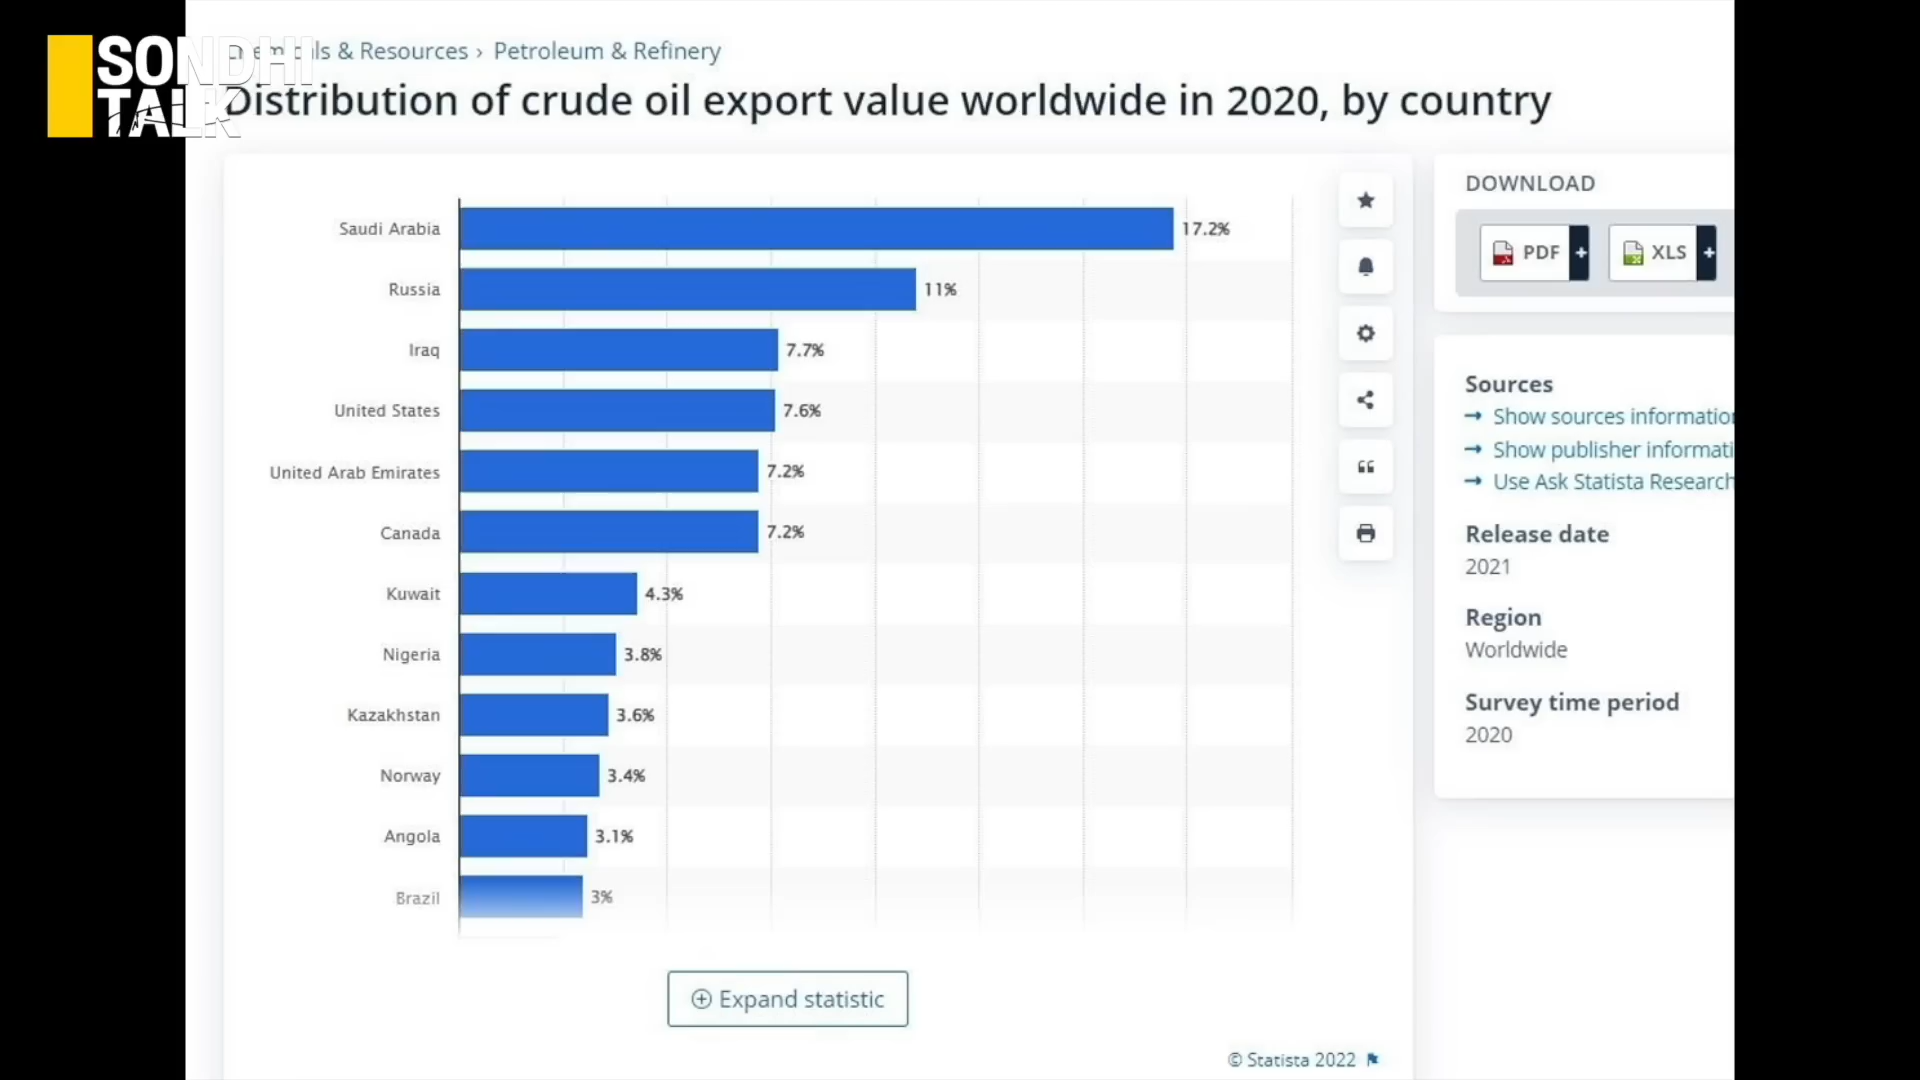 SONDHI
TALK
Chemicals & Resources › Petroleum & Refinery
Distribution of crude oil export value worldwide in 2020, by country
Saudi Arabia 17.2%
Russia 11%
Iraq 7.7%
United States 7.6%
United Arab Emirates 7.2%
Canada 7.2%
Kuwait 4.3%
Nigeria 3.8%
Kazakhstan 3.6%
Norway 3.4%
Angola 3.1%
Brazil 3%
Expand statistic
© Statista 2022
DOWNLOAD
PDF + XLS +
Sources
→ Show sources information
→ Show publisher informati
→ Use Ask Statista Research
Release date
2021
Region
Worldwide
Survey time period
2020